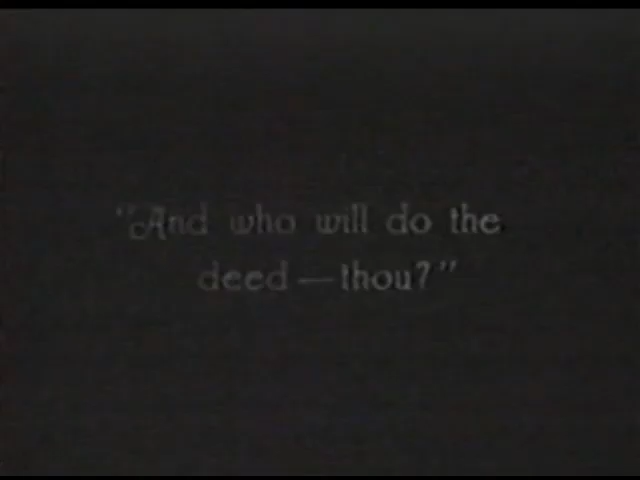 "And who will do the
deed — thou?"